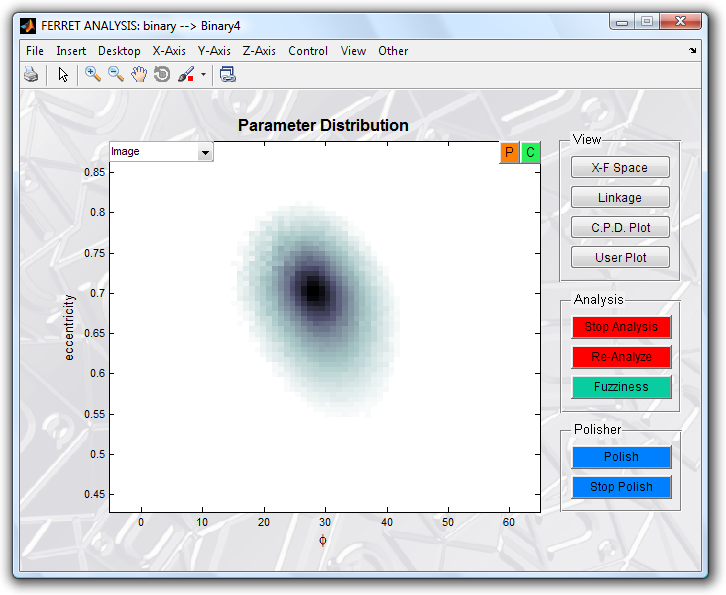 FERRET ANALYSIS: binary --> Binary4
File Insert Desktop X-Axis Y-Axis Z-Axis Control View Other
Parameter Distribution
Image
P C
0.85
0.8
0.75
0.7
0.65
0.6
0.55
0.5
0.45
eccentricity
0 10 20 30 40 50 60
ϕ
View
X-F Space
Linkage
C.P.D. Plot
User Plot
Analysis
Stop Analysis
Re-Analyze
Fuzziness
Polisher
Polish
Stop Polish